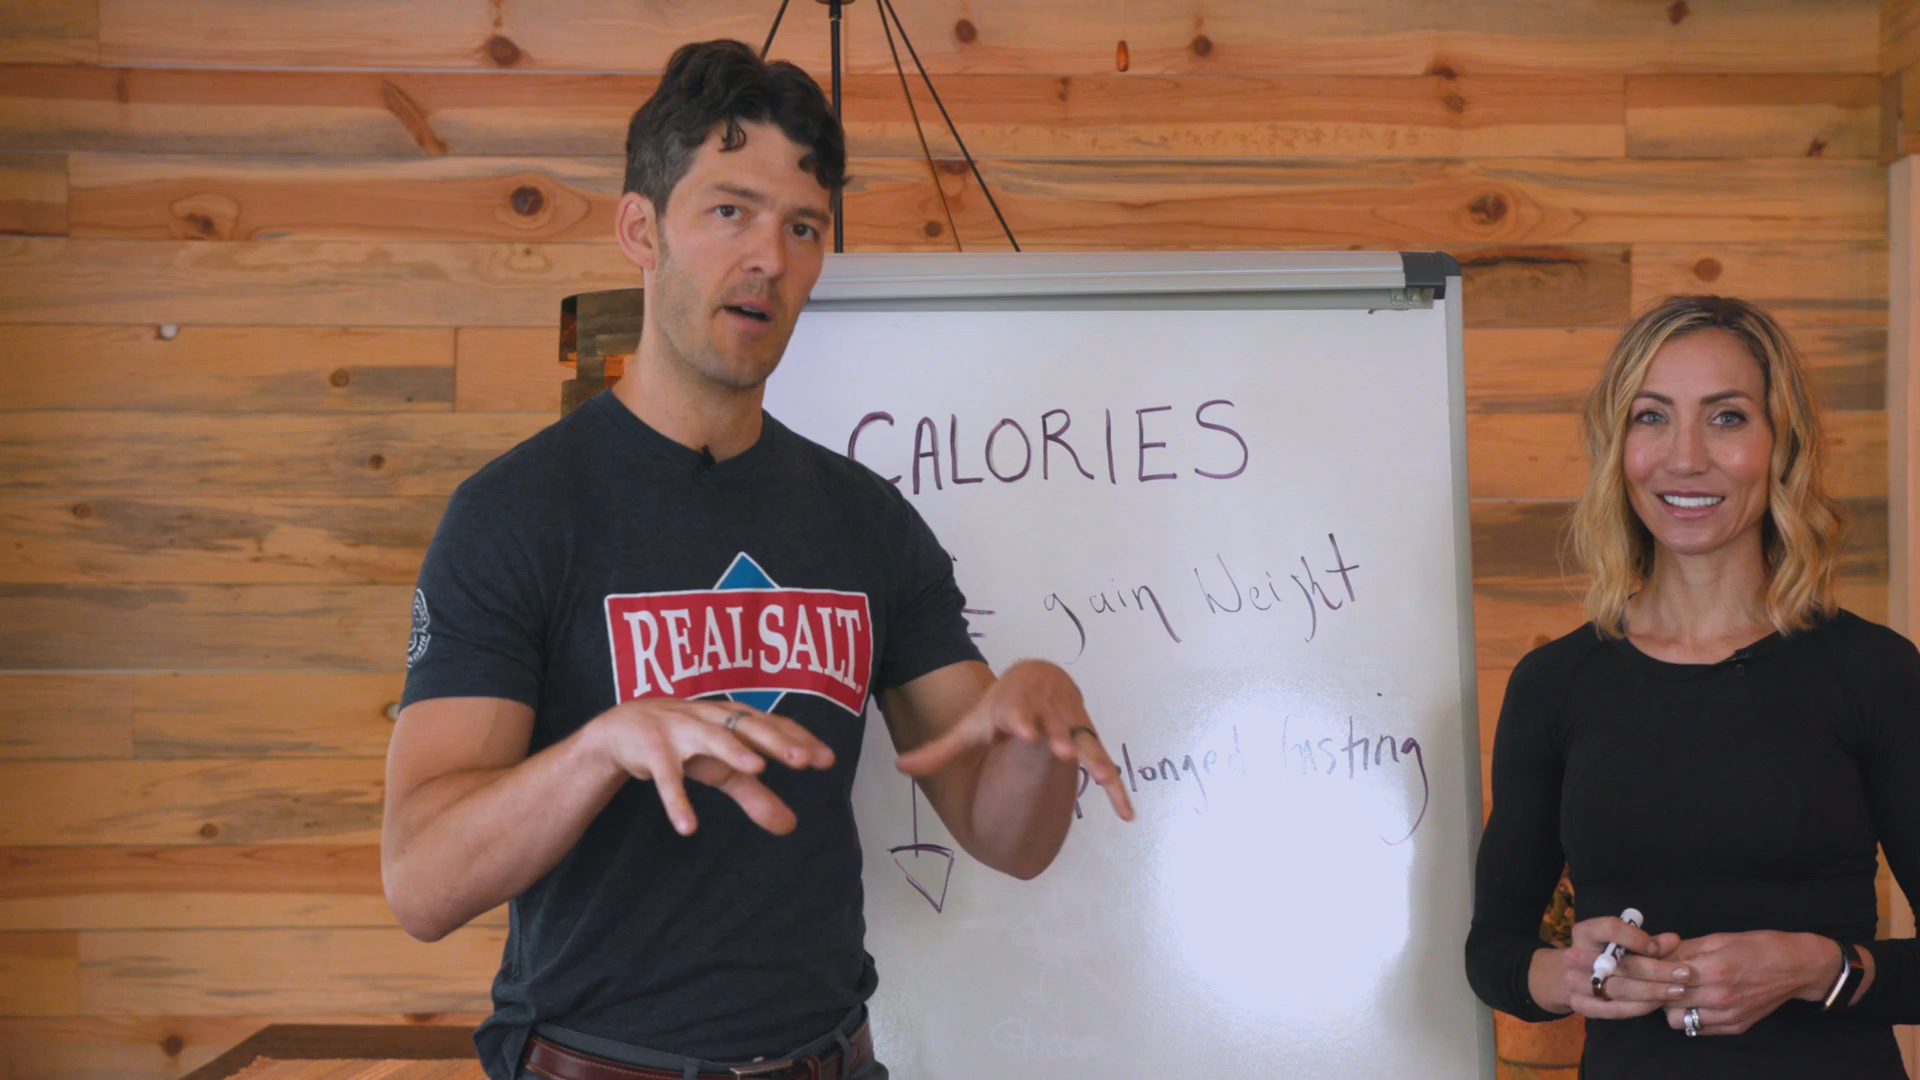 CALORIES
= gain Weight
REAL SALT
prolonged fasting